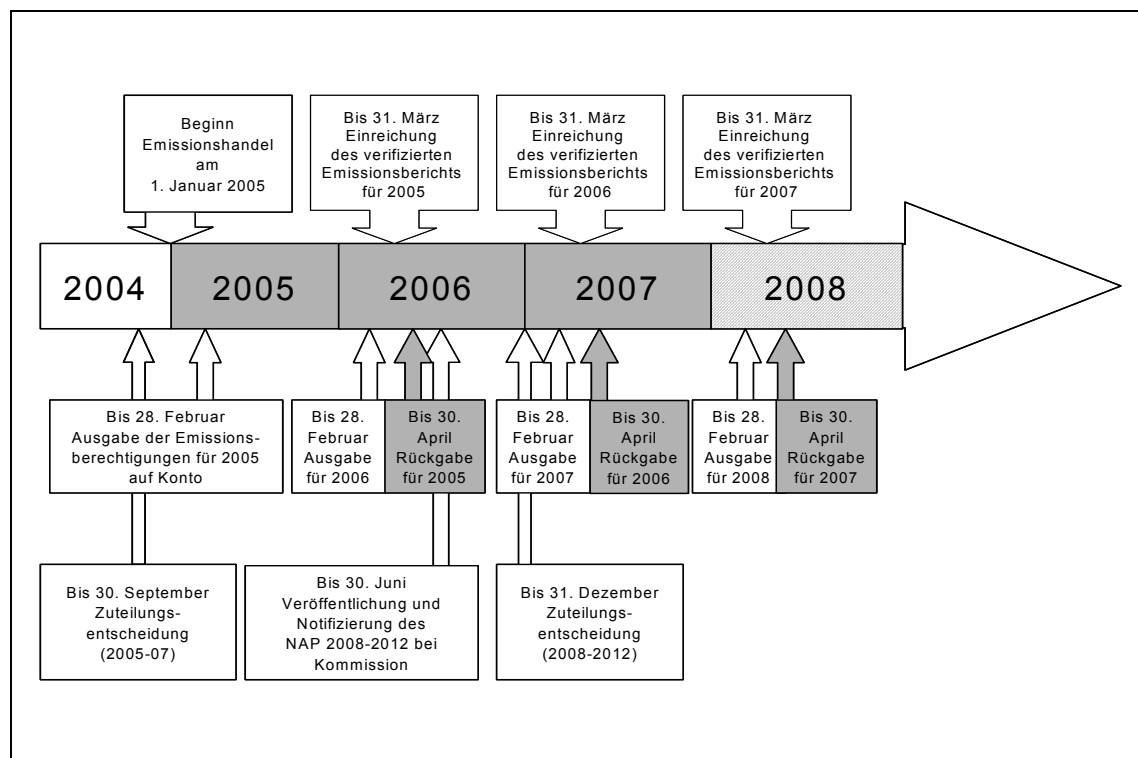 Beginn
Emissionshandel
am
1. Januar 2005
Bis 31. März
Einreichung
des verifizierten
Emissionsberichts
für 2005
Bis 31. März
Einreichung
des verifizierten
Emissionsberichts
für 2006
Bis 31. März
Einreichung
des verifizierten
Emissionsberichts
für 2007
2004
2005
2006
2007
2008
Bis 28. Februar
Ausgabe der Emissions-
berechtigungen für 2005
auf Konto
Bis 28.
Februar
Ausgabe
für 2006
Bis 30.
April
Rückgabe
für 2005
Bis 28.
Februar
Ausgabe
für 2007
Bis 30.
April
Rückgabe
für 2006
Bis 28.
Februar
Ausgabe
für 2008
Bis 30.
April
Rückgabe
für 2007
Bis 30. September
Zuteilungs-
entscheidung
(2005-07)
Bis 30. Juni
Veröffentlichung und
Notifizierung des
NAP 2008-2012 bei
Kommission
Bis 31. Dezember
Zuteilungs-
entscheidung
(2008-2012)